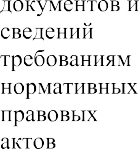 документов и
сведений
требованиям
нормативных
правовых
актов